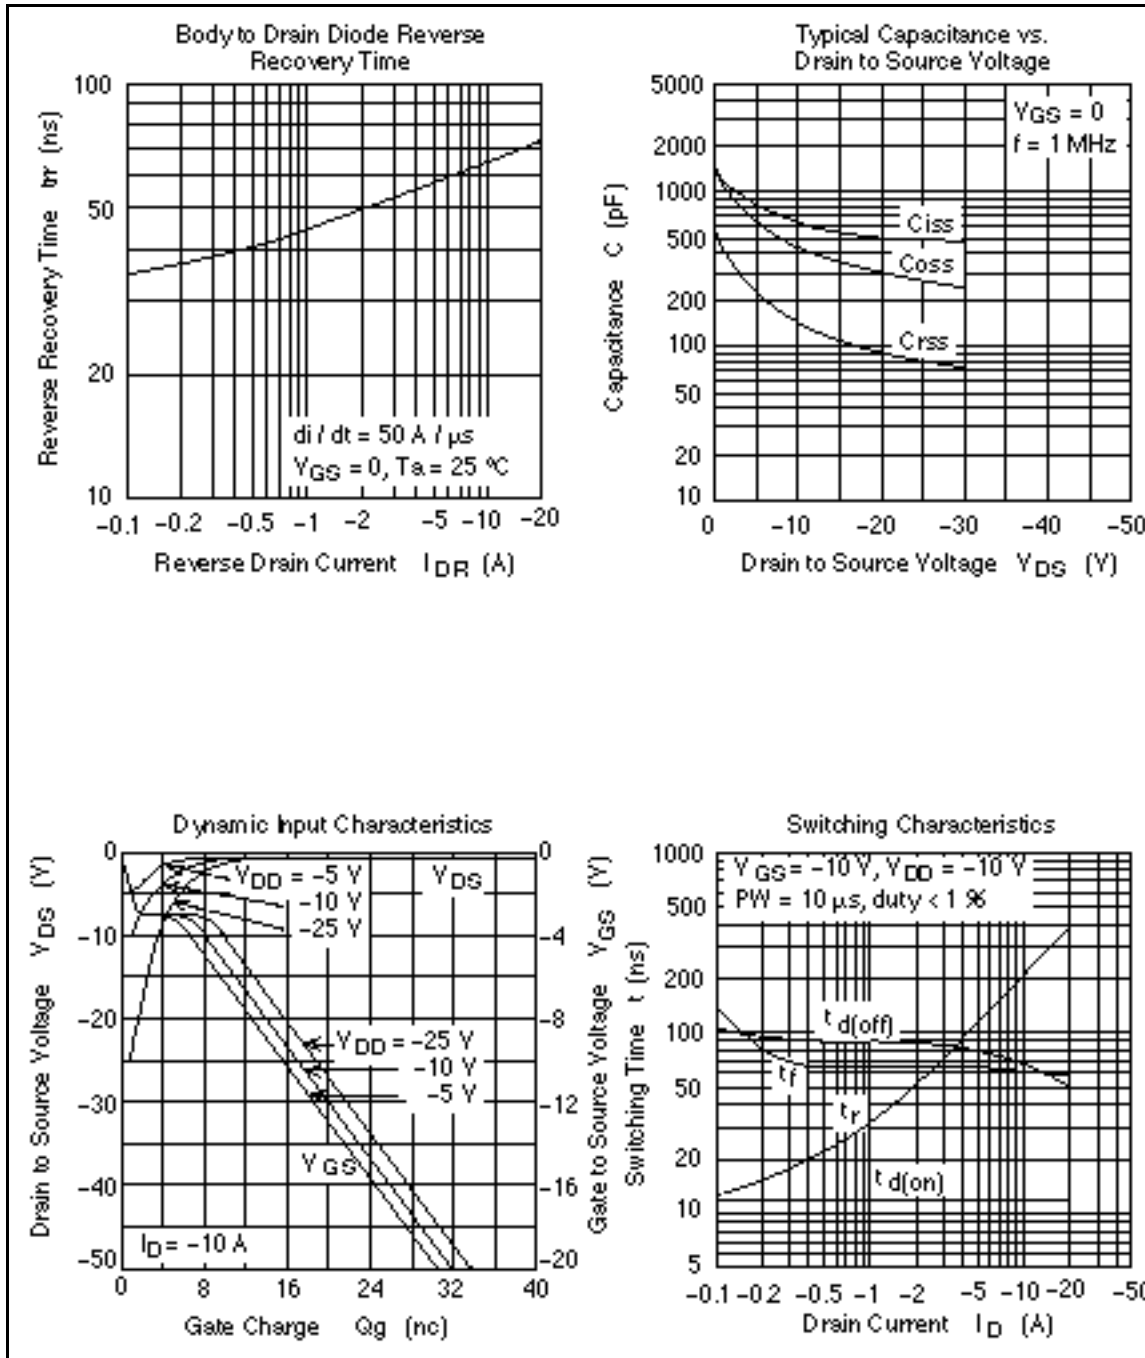 Body to Drain Diode Reverse
Recovery Time
100
50
20
10
Reverse Recovery Time trr (ns)
di / dt = 50 A / µs
VGS = 0, Ta = 25 °C
−0.1 −0.2 −0.5 −1 −2 −5 −10 −20
Reverse Drain Current IDR (A)
Typical Capacitance vs.
Drain to Source Voltage
5000
2000
1000
500
200
100
50
20
10
Capacitance C (pF)
VGS = 0
f = 1 MHz
Ciss
Coss
Crss
0 −10 −20 −30 −40 −50
Drain to Source Voltage VDS (V)
Dynamic Input Characteristics
0
−10
−20
−30
−40
−50
Drain to Source Voltage VDS (V)
VDD = −5 V
−10 V
−25 V
VDS
VDD = −25 V
−10 V
−5 V
VGS
ID = −10 A
0
−4
−8
−12
−16
−20
Gate to Source Voltage VGS (V)
0 8 16 24 32 40
Gate Charge Qg (nc)
Switching Characteristics
1000
500
200
100
50
20
10
5
Switching Time t (ns)
VGS = −10 V, VDD = −10 V
PW = 10 µs, duty < 1 %
td(off)
tf
tr
td(on)
−0.1 −0.2 −0.5 −1 −2 −5 −10 −20 −50
Drain Current ID (A)